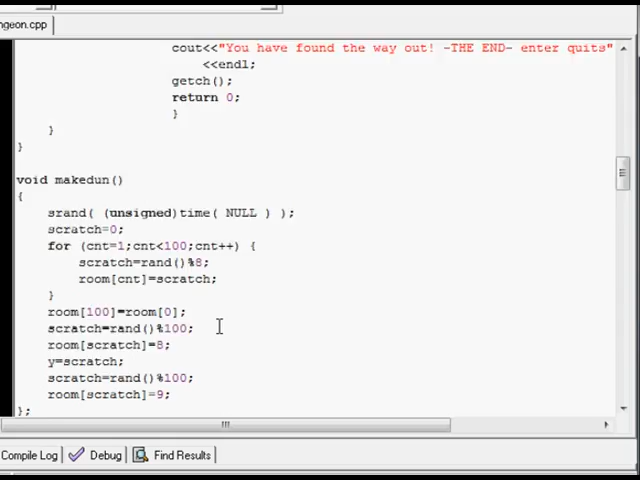 ngeon.cpp
cout<<"You have found the way out! -THE END- enter quits"
<<endl;
getch();
return 0;
}
}
}
void makedun()
{
srand( (unsigned)time( NULL ) );
scratch=0;
for (cnt=1;cnt<100;cnt++) {
scratch=rand()%8;
room[cnt]=scratch;
}
room[100]=room[0];
scratch=rand()%100;
room[scratch]=8;
y=scratch;
scratch=rand()%100;
room[scratch]=9;
};
Compile Log Debug Find Results